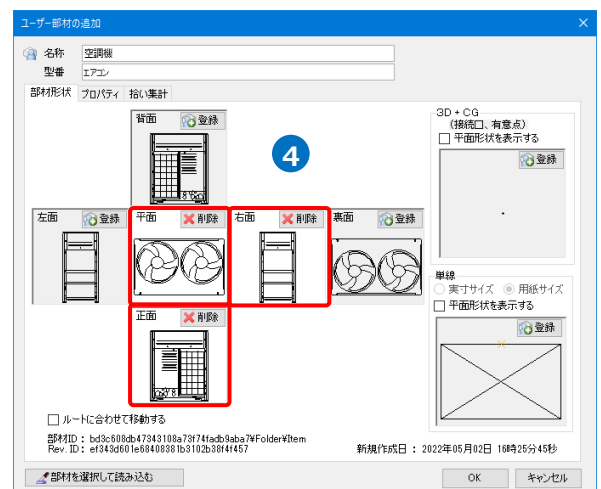 ユーザー部材の追加
名称 空調機
型番 エアコン
部材形状 プロパティ 拾い集計
背面 登録
4
3D + CG
(接続口、有意点)
平面形状を表示する
登録
左面 登録 平面 削除 右面 削除 裏面 登録
単線
実寸サイズ 用紙サイズ
平面形状を表示する
登録
正面 削除
ルートに合わせて移動する
部材ID : bd3c608db47343108a73f74fadb9aba7¥Folder¥Item
Rev. ID : ef343d601e68408381b3102b38f4f457
新規作成日 : 2022年05月02日 16時25分45秒
部材を選択して読み込む OK キャンセル